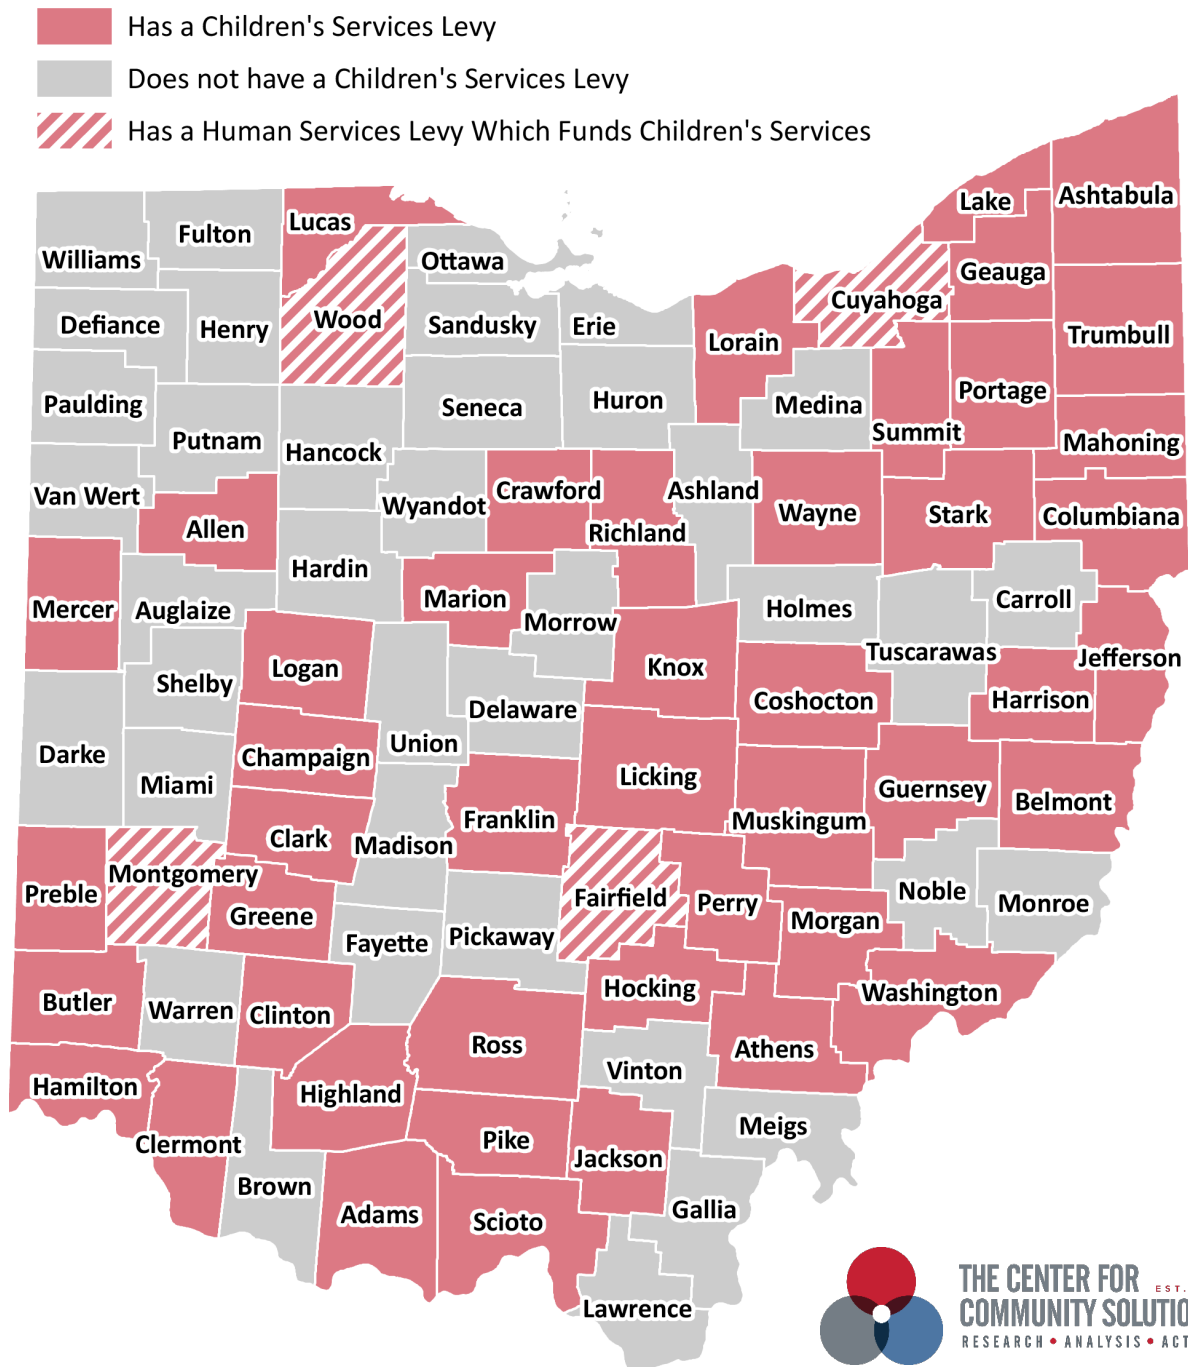 Has a Children's Services Levy
Does not have a Children's Services Levy
Has a Human Services Levy Which Funds Children's Services
Lake
Ashtabula
Lucas
Fulton
Williams
Ottawa
Geauga
Cuyahoga
Wood
Defiance
Henry
Sandusky
Erie
Lorain
Trumbull
Paulding
Seneca
Huron
Medina
Portage
Putnam
Hancock
Summit
Mahoning
Van Wert
Wyandot
Crawford
Ashland
Allen
Richland
Wayne
Stark
Columbiana
Hardin
Mercer
Auglaize
Marion
Morrow
Holmes
Carroll
Logan
Knox
Tuscarawas
Jefferson
Shelby
Delaware
Coshocton
Harrison
Darke
Champaign
Union
Miami
Licking
Guernsey
Belmont
Clark
Madison
Franklin
Muskingum
Montgomery
Preble
Greene
Fairfield
Perry
Noble
Monroe
Fayette
Pickaway
Morgan
Butler
Warren
Clinton
Hocking
Washington
Ross
Athens
Hamilton
Highland
Vinton
Clermont
Pike
Jackson
Meigs
Brown
Adams
Scioto
Gallia
Lawrence
THE CENTER FOR
EST.
COMMUNITY SOLUTIO
RESEARCH • ANALYSIS • ACT